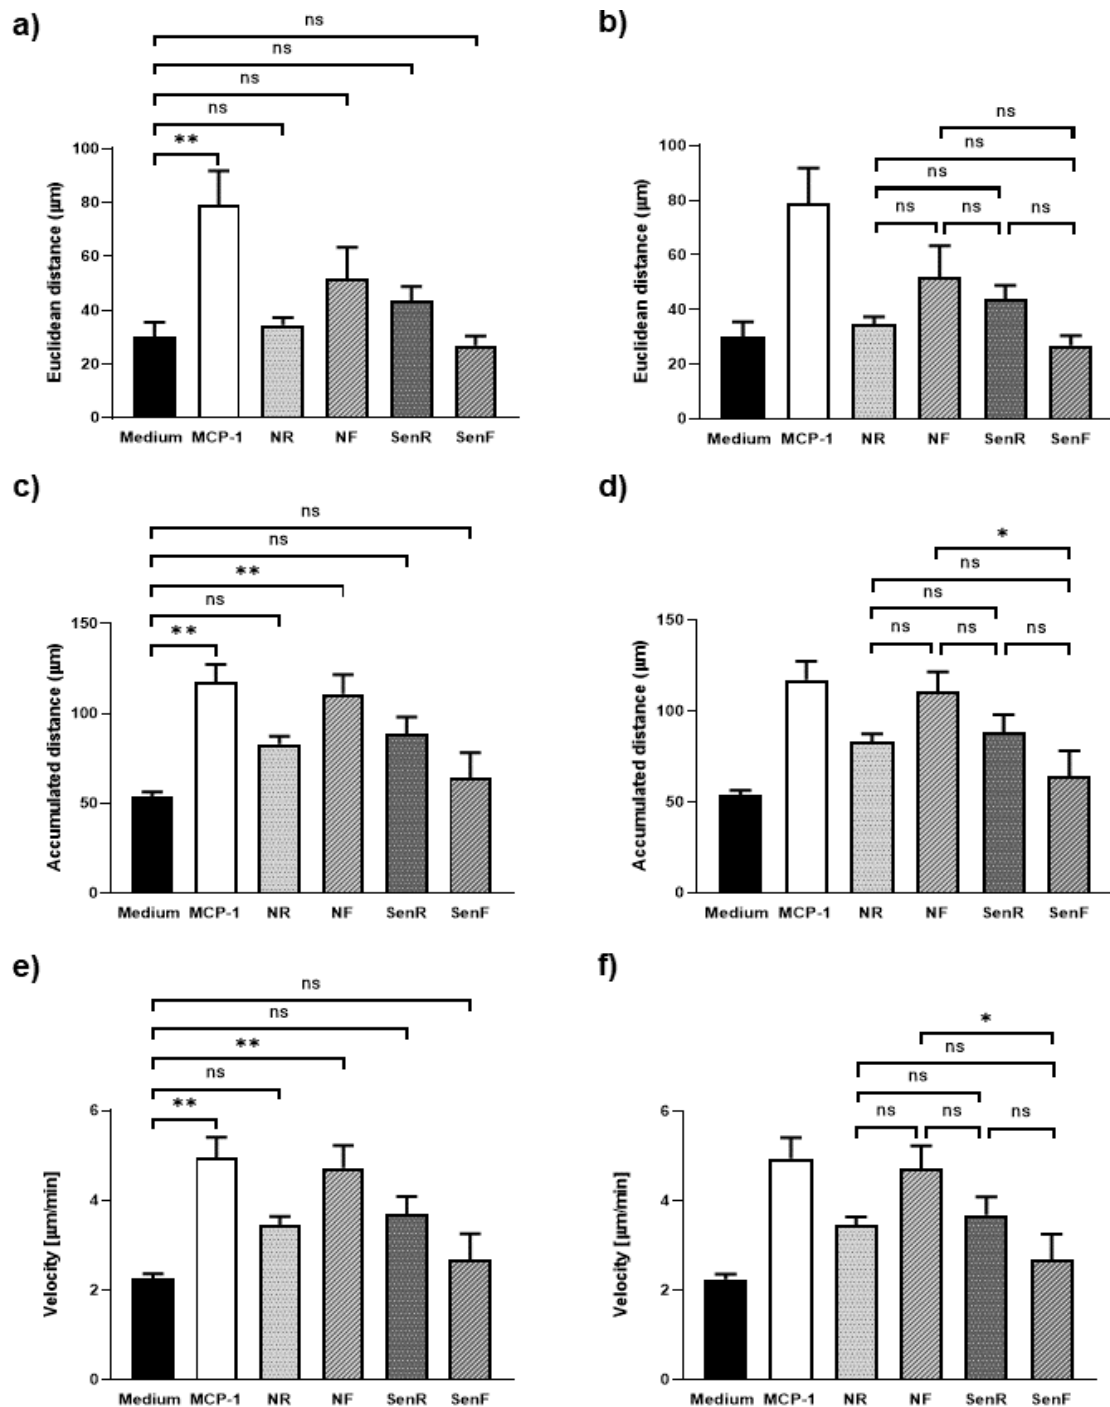 a)
ns
ns
ns
ns
**
100
80
60
40
20
0
Euclidean distance (µm)
Medium MCP-1 NR NF SenR SenF
b)
ns
ns
ns
ns ns ns
100
80
60
40
20
0
Euclidean distance (µm)
Medium MCP-1 NR NF SenR SenF
c)
ns
ns
**
ns
**
150
100
50
0
Accumulated distance (µm)
Medium MCP-1 NR NF SenR SenF
d)
*
ns
ns
ns ns ns
150
100
50
0
Accumulated distance (µm)
Medium MCP-1 NR NF SenR SenF
e)
ns
ns
**
ns
**
6
4
2
0
Velocity [µm/min]
Medium MCP-1 NR NF SenR SenF
f)
*
ns
ns
ns ns ns
6
4
2
0
Velocity [µm/min]
Medium MCP-1 NR NF SenR SenF